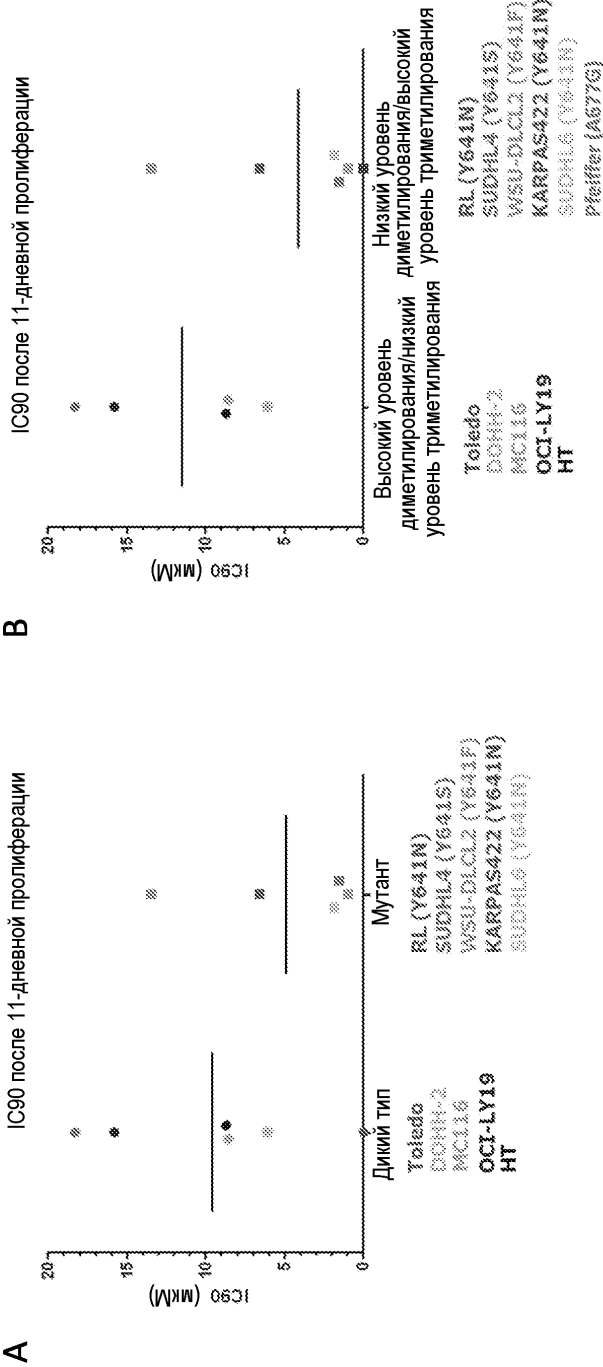 A
IC90 после 11-дневной пролиферации
20
15
10
5
0
IC90 (мкМ)
Дикий тип
Мутант
Toledo
DOHH-2
MC116
OCI-LY19
HT
RL (Y641N)
SUDHL4 (Y641S)
WSU-DLCL2 (Y641F)
KARPAS422 (Y641N)
SUDHL6 (Y641N)
B
IC90 после 11-дневной пролиферации
20
15
10
5
0
IC90 (мкМ)
Высокий уровень
диметилирования/низкий
уровень триметилирования
Низкий уровень
диметилирования/высокий
уровень триметилирования
Toledo
DOHH-2
MC116
OCI-LY19
HT
RL (Y641N)
SUDHL4 (Y641S)
WSU-DLCL2 (Y641F)
KARPAS422 (Y641N)
SUDHL6 (Y641N)
Pfeiffer (A677G)